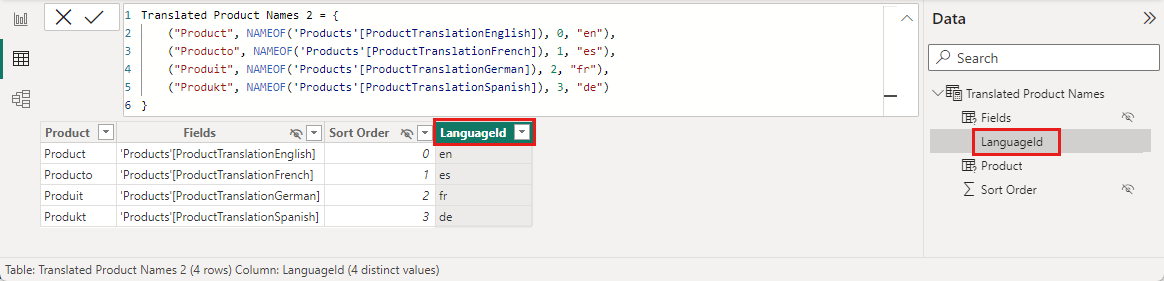 1 Translated Product Names 2 = {
2 ("Product", NAMEOF('Products'[ProductTranslationEnglish]), 0, "en"),
3 ("Producto", NAMEOF('Products'[ProductTranslationFrench]), 1, "es"),
4 ("Produit", NAMEOF('Products'[ProductTranslationGerman]), 2, "fr"),
5 ("Produkt", NAMEOF('Products'[ProductTranslationSpanish]), 3, "de")
6 }
Product Fields Sort Order LanguageId
Product 'Products'[ProductTranslationEnglish] 0 en
Producto 'Products'[ProductTranslationFrench] 1 es
Produit 'Products'[ProductTranslationGerman] 2 fr
Produkt 'Products'[ProductTranslationSpanish] 3 de
Data
Search
Translated Product Names
Fields
LanguageId
Product
Sort Order
Table: Translated Product Names 2 (4 rows) Column: LanguageId (4 distinct values)